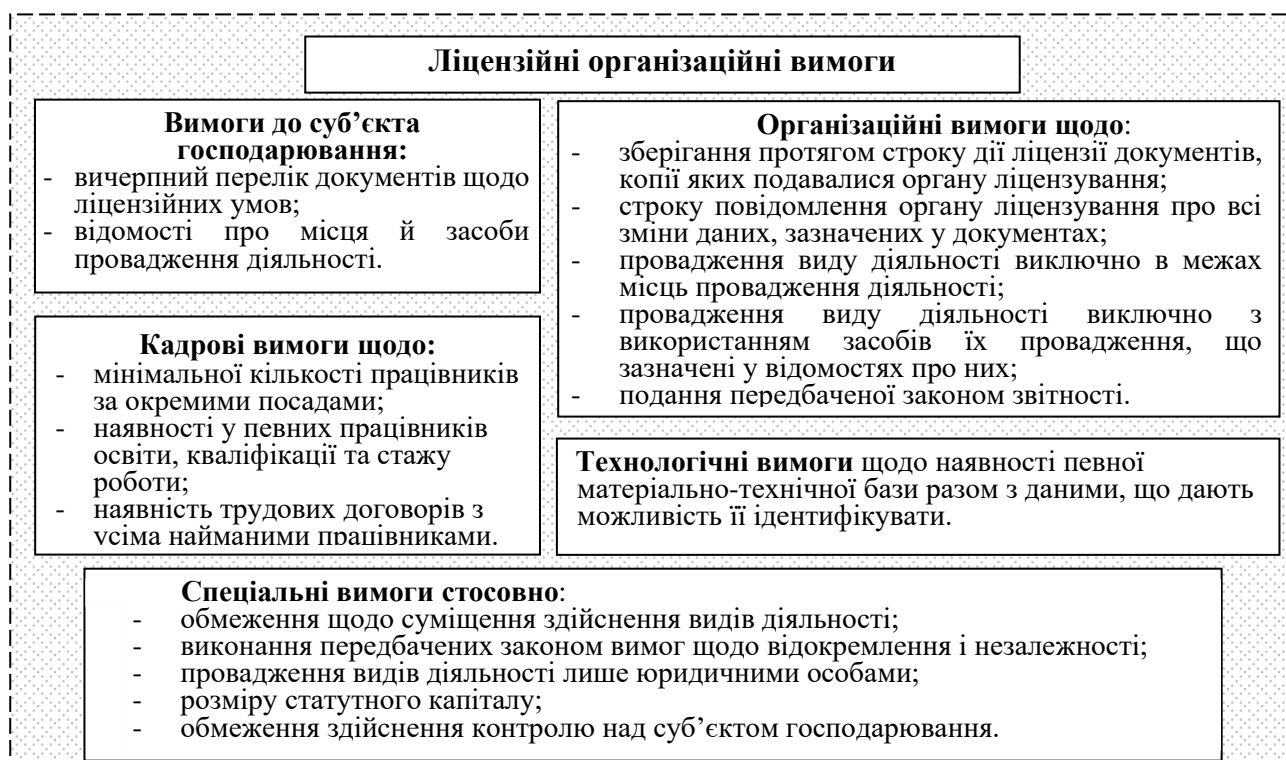 Ліцензійні організаційні вимоги
Вимоги до суб’єкта
господарювання:
- вичерпний перелік документів щодо
ліцензійних умов;
- відомості про місця й засоби
провадження діяльності.
Кадрові вимоги щодо:
- мінімальної кількості працівників
за окремими посадами;
- наявності у певних працівників
освіти, кваліфікації та стажу
роботи;
- наявність трудових договорів з
усіма найманими працівниками.
Організаційні вимоги щодо:
- зберігання протягом строку дії ліцензії документів,
копії яких подавалися органу ліцензування;
- строку повідомлення органу ліцензування про всі
зміни даних, зазначених у документах;
- провадження виду діяльності виключно в межах
місць провадження діяльності;
- провадження виду діяльності виключно з
використанням засобів їх провадження, що
зазначені у відомостях про них;
- подання передбаченої законом звітності.
Технологічні вимоги щодо наявності певної
матеріально-технічної бази разом з даними, що дають
можливість її ідентифікувати.
Спеціальні вимоги стосовно:
- обмеження щодо суміщення здійснення видів діяльності;
- виконання передбачених законом вимог щодо відокремлення і незалежності;
- провадження видів діяльності лише юридичними особами;
- розміру статутного капіталу;
- обмеження здійснення контролю над суб’єктом господарювання.